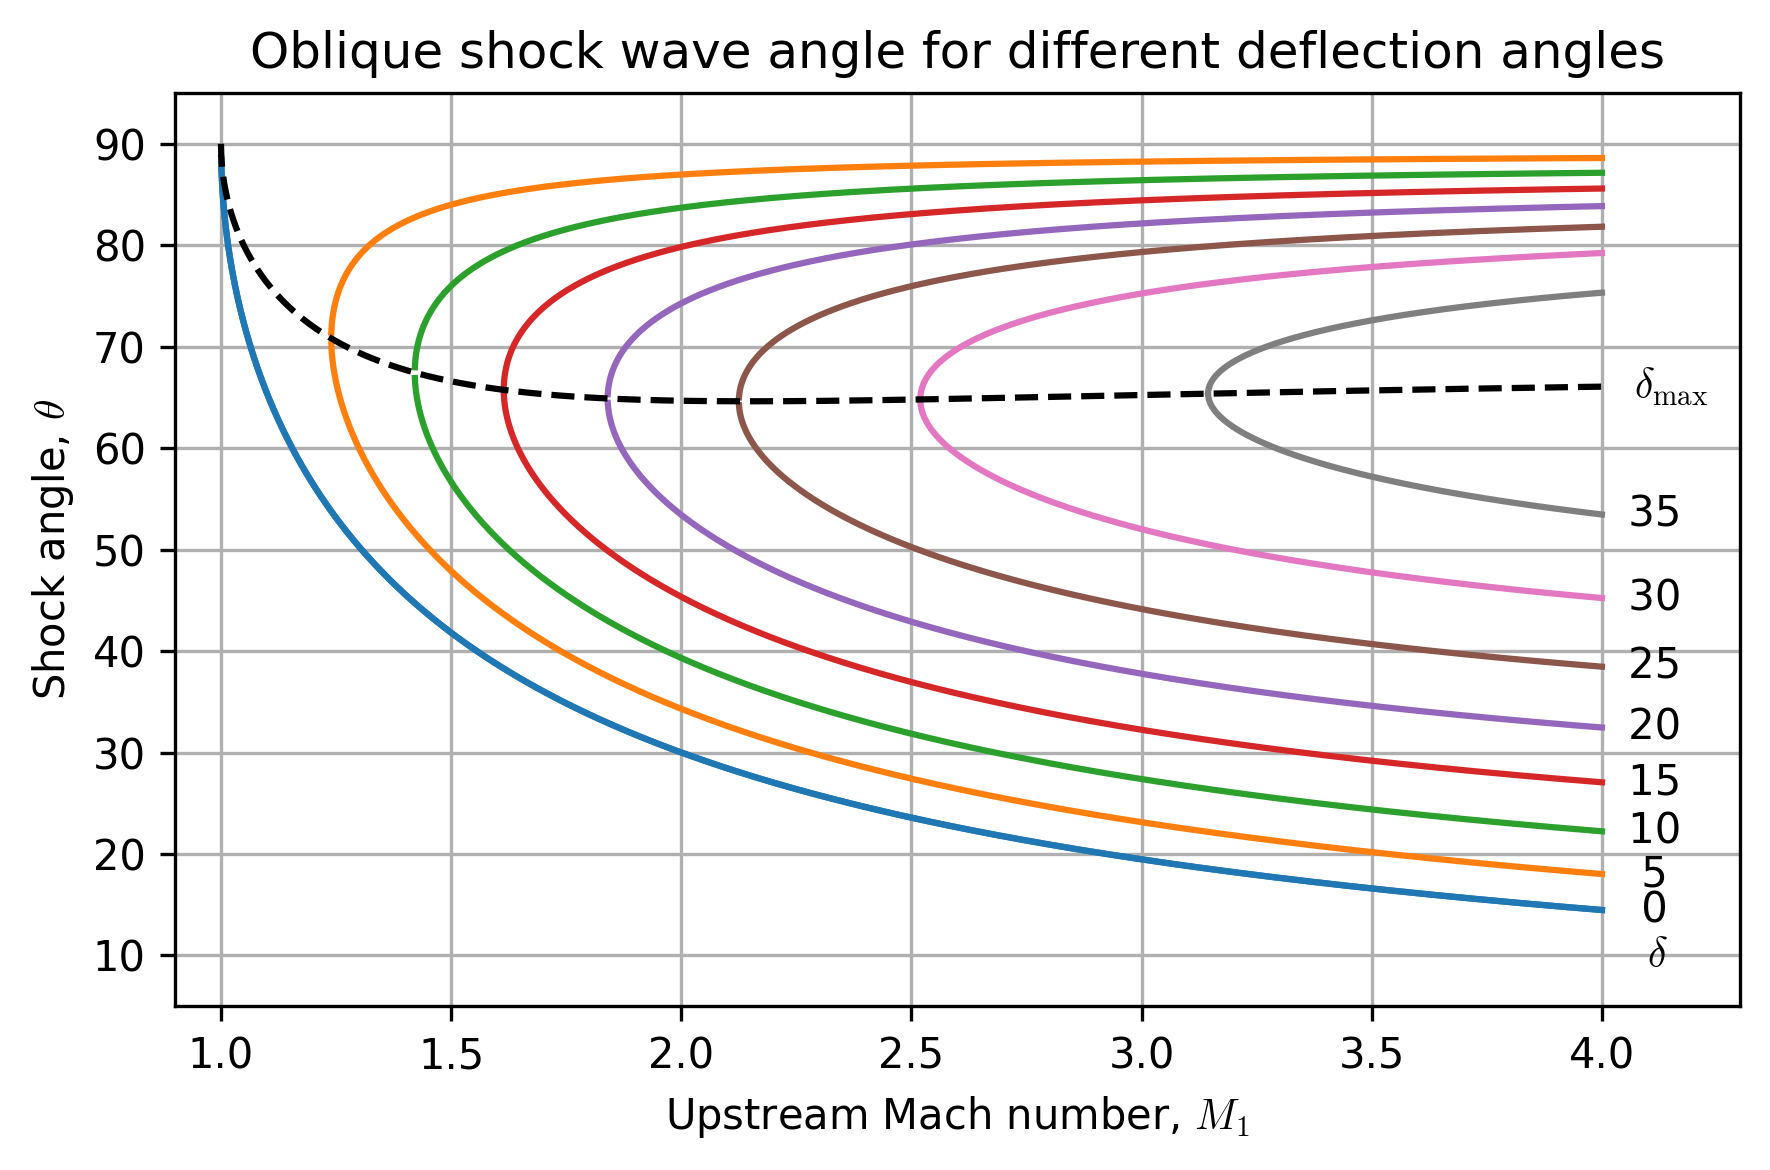 Oblique shock wave angle for different deflection angles
Shock angle, θ
90
80
70
60
50
40
30
20
10
δmax
35
30
25
20
15
10
5
0
δ
1.0 1.5 2.0 2.5 3.0 3.5 4.0
Upstream Mach number, M₁